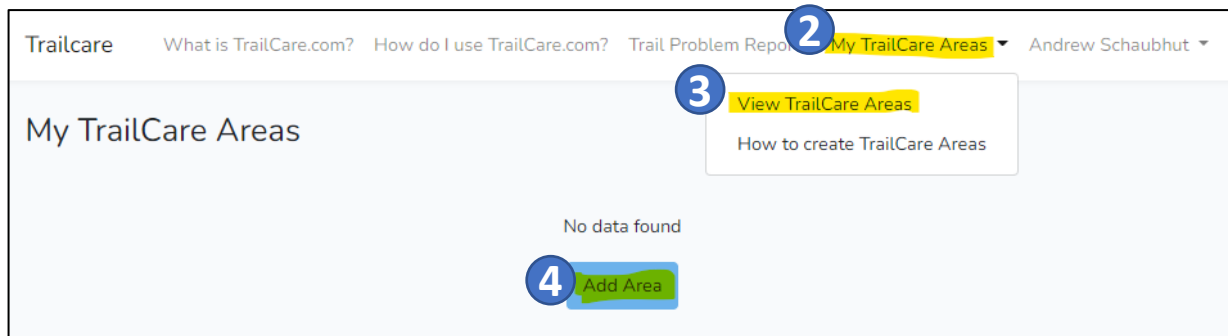 Trailcare What is TrailCare.com? How do I use TrailCare.com? Trail Problem Repor 2 My TrailCare Areas Andrew Schaubhut
3 View TrailCare Areas
My TrailCare Areas
How to create TrailCare Areas
No data found
4 Add Area